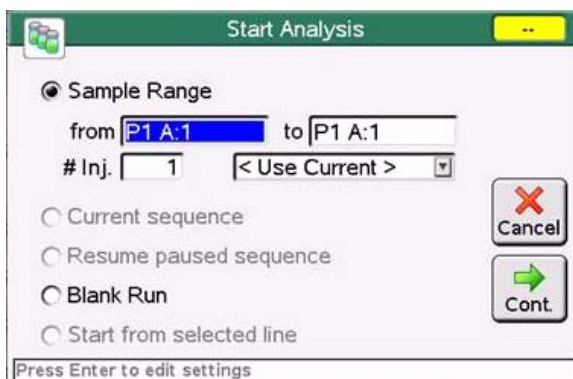 Start Analysis --
Sample Range
from P1 A:1 to P1 A:1
# Inj. 1 < Use Current >
Current sequence
Resume paused sequence
Blank Run
Start from selected line
Cancel
Cont.
Press Enter to edit settings